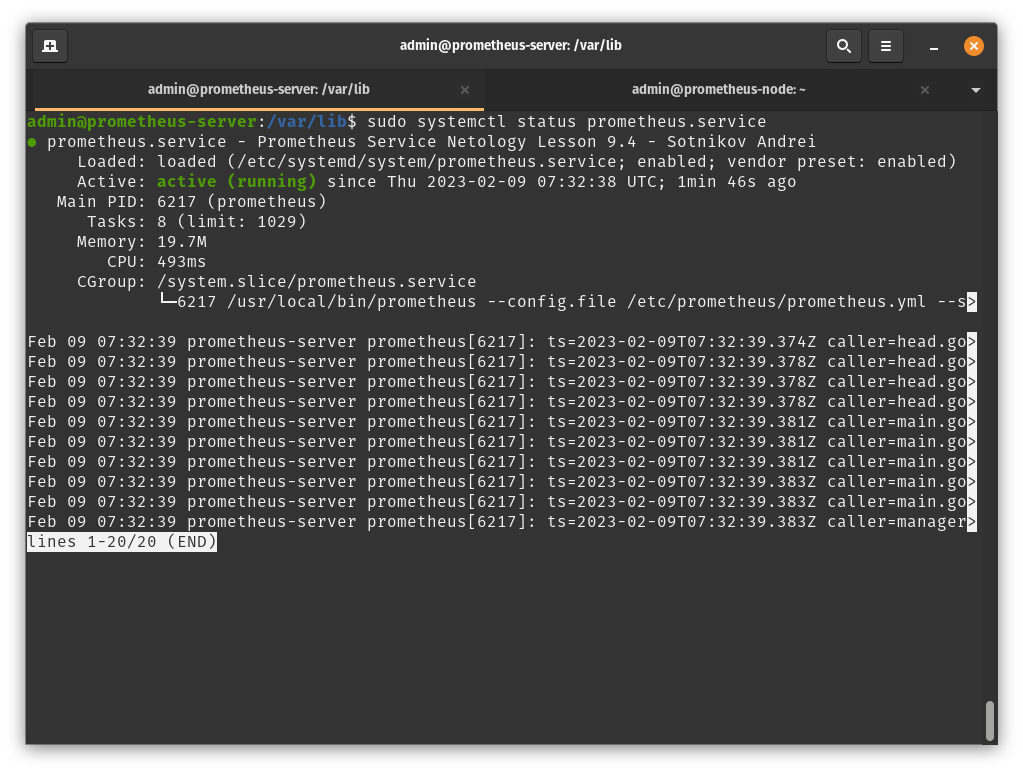 admin@prometheus-server: /var/lib
admin@prometheus-server: /var/lib
admin@prometheus-node: ~
admin@prometheus-server:/var/lib$ sudo systemctl status prometheus.service
● prometheus.service - Prometheus Service Netology Lesson 9.4 - Sotnikov Andrei
Loaded: loaded (/etc/systemd/system/prometheus.service; enabled; vendor preset: enabled)
Active: active (running) since Thu 2023-02-09 07:32:38 UTC; 1min 46s ago
Main PID: 6217 (prometheus)
Tasks: 8 (limit: 1029)
Memory: 19.7M
CPU: 493ms
CGroup: /system.slice/prometheus.service
└─6217 /usr/local/bin/prometheus --config.file /etc/prometheus/prometheus.yml --s>
Feb 09 07:32:39 prometheus-server prometheus[6217]: ts=2023-02-09T07:32:39.374Z caller=head.go>
Feb 09 07:32:39 prometheus-server prometheus[6217]: ts=2023-02-09T07:32:39.378Z caller=head.go>
Feb 09 07:32:39 prometheus-server prometheus[6217]: ts=2023-02-09T07:32:39.378Z caller=head.go>
Feb 09 07:32:39 prometheus-server prometheus[6217]: ts=2023-02-09T07:32:39.378Z caller=head.go>
Feb 09 07:32:39 prometheus-server prometheus[6217]: ts=2023-02-09T07:32:39.381Z caller=main.go>
Feb 09 07:32:39 prometheus-server prometheus[6217]: ts=2023-02-09T07:32:39.381Z caller=main.go>
Feb 09 07:32:39 prometheus-server prometheus[6217]: ts=2023-02-09T07:32:39.381Z caller=main.go>
Feb 09 07:32:39 prometheus-server prometheus[6217]: ts=2023-02-09T07:32:39.383Z caller=main.go>
Feb 09 07:32:39 prometheus-server prometheus[6217]: ts=2023-02-09T07:32:39.383Z caller=main.go>
Feb 09 07:32:39 prometheus-server prometheus[6217]: ts=2023-02-09T07:32:39.383Z caller=manager>
lines 1-20/20 (END)